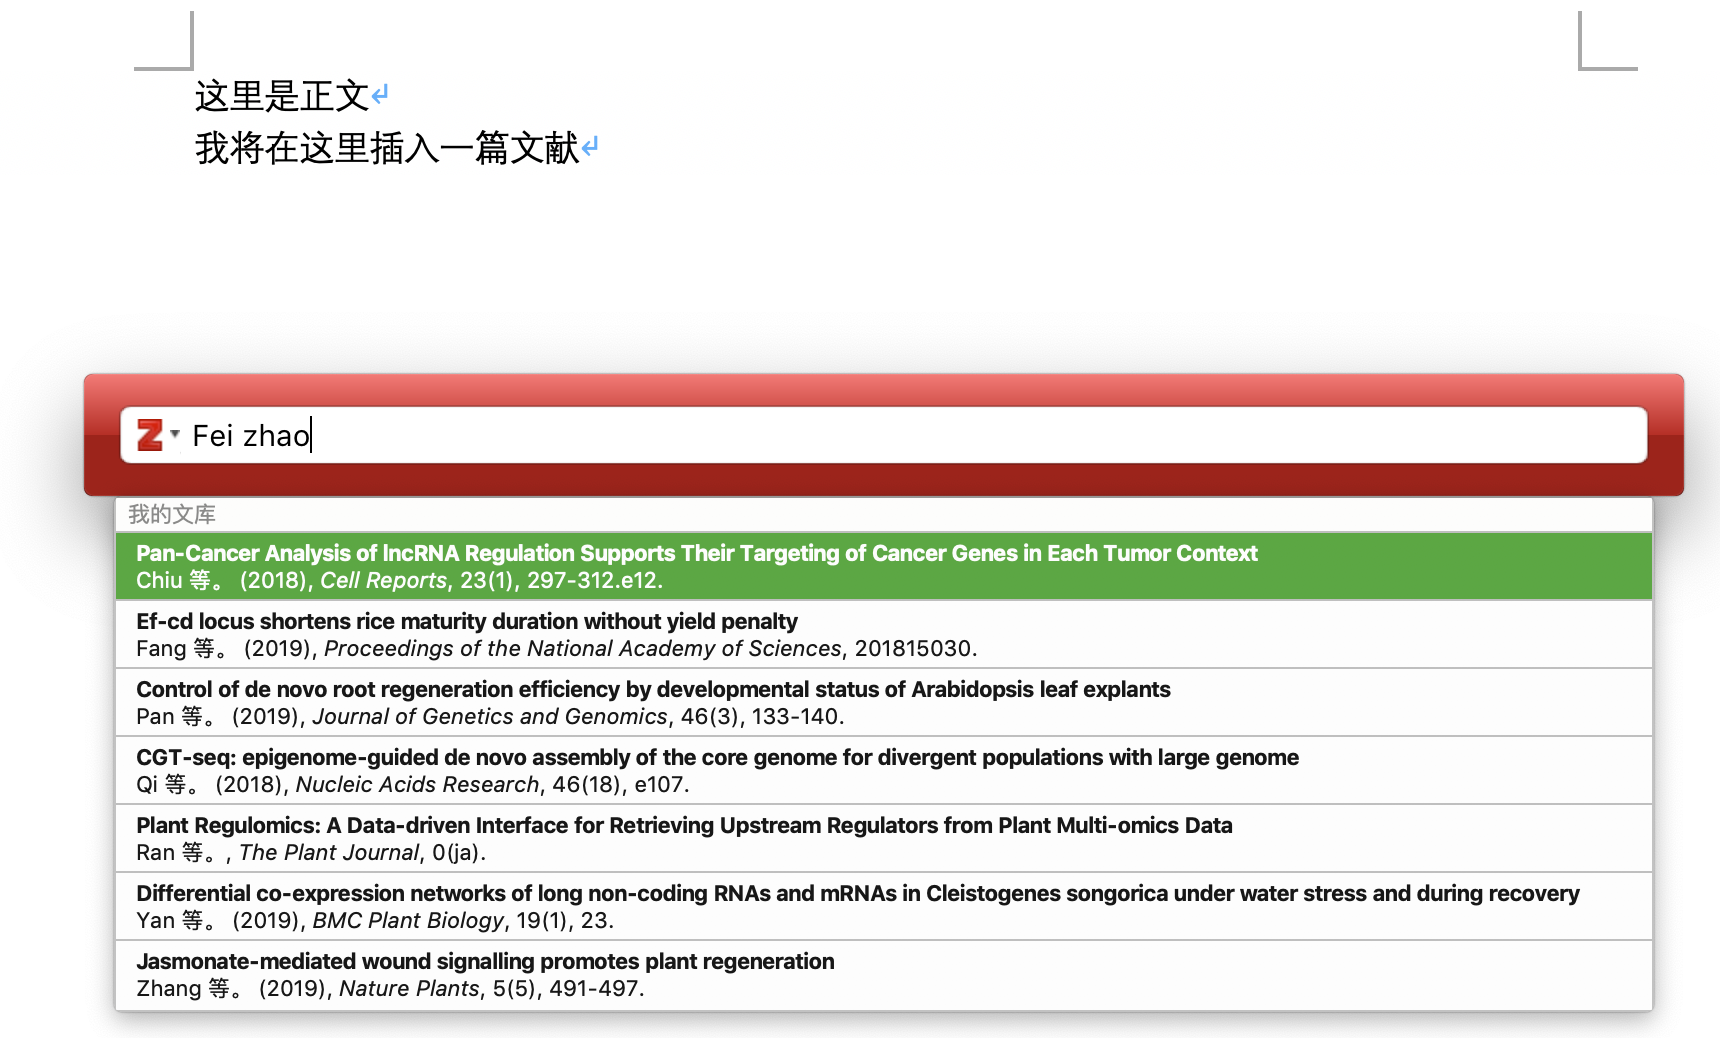 这里是正文↵
我将在这里插入一篇文献↵
Z Fei zhao
我的文库
Pan-Cancer Analysis of lncRNA Regulation Supports Their Targeting of Cancer Genes in Each Tumor Context
Chiu 等。 (2018), Cell Reports, 23(1), 297-312.e12.
Ef-cd locus shortens rice maturity duration without yield penalty
Fang 等。 (2019), Proceedings of the National Academy of Sciences, 201815030.
Control of de novo root regeneration efficiency by developmental status of Arabidopsis leaf explants
Pan 等。 (2019), Journal of Genetics and Genomics, 46(3), 133-140.
CGT-seq: epigenome-guided de novo assembly of the core genome for divergent populations with large genome
Qi 等。 (2018), Nucleic Acids Research, 46(18), e107.
Plant Regulomics: A Data-driven Interface for Retrieving Upstream Regulators from Plant Multi-omics Data
Ran 等。, The Plant Journal, 0(ja).
Differential co-expression networks of long non-coding RNAs and mRNAs in Cleistogenes songorica under water stress and during recovery
Yan 等。 (2019), BMC Plant Biology, 19(1), 23.
Jasmonate-mediated wound signalling promotes plant regeneration
Zhang 等。 (2019), Nature Plants, 5(5), 491-497.